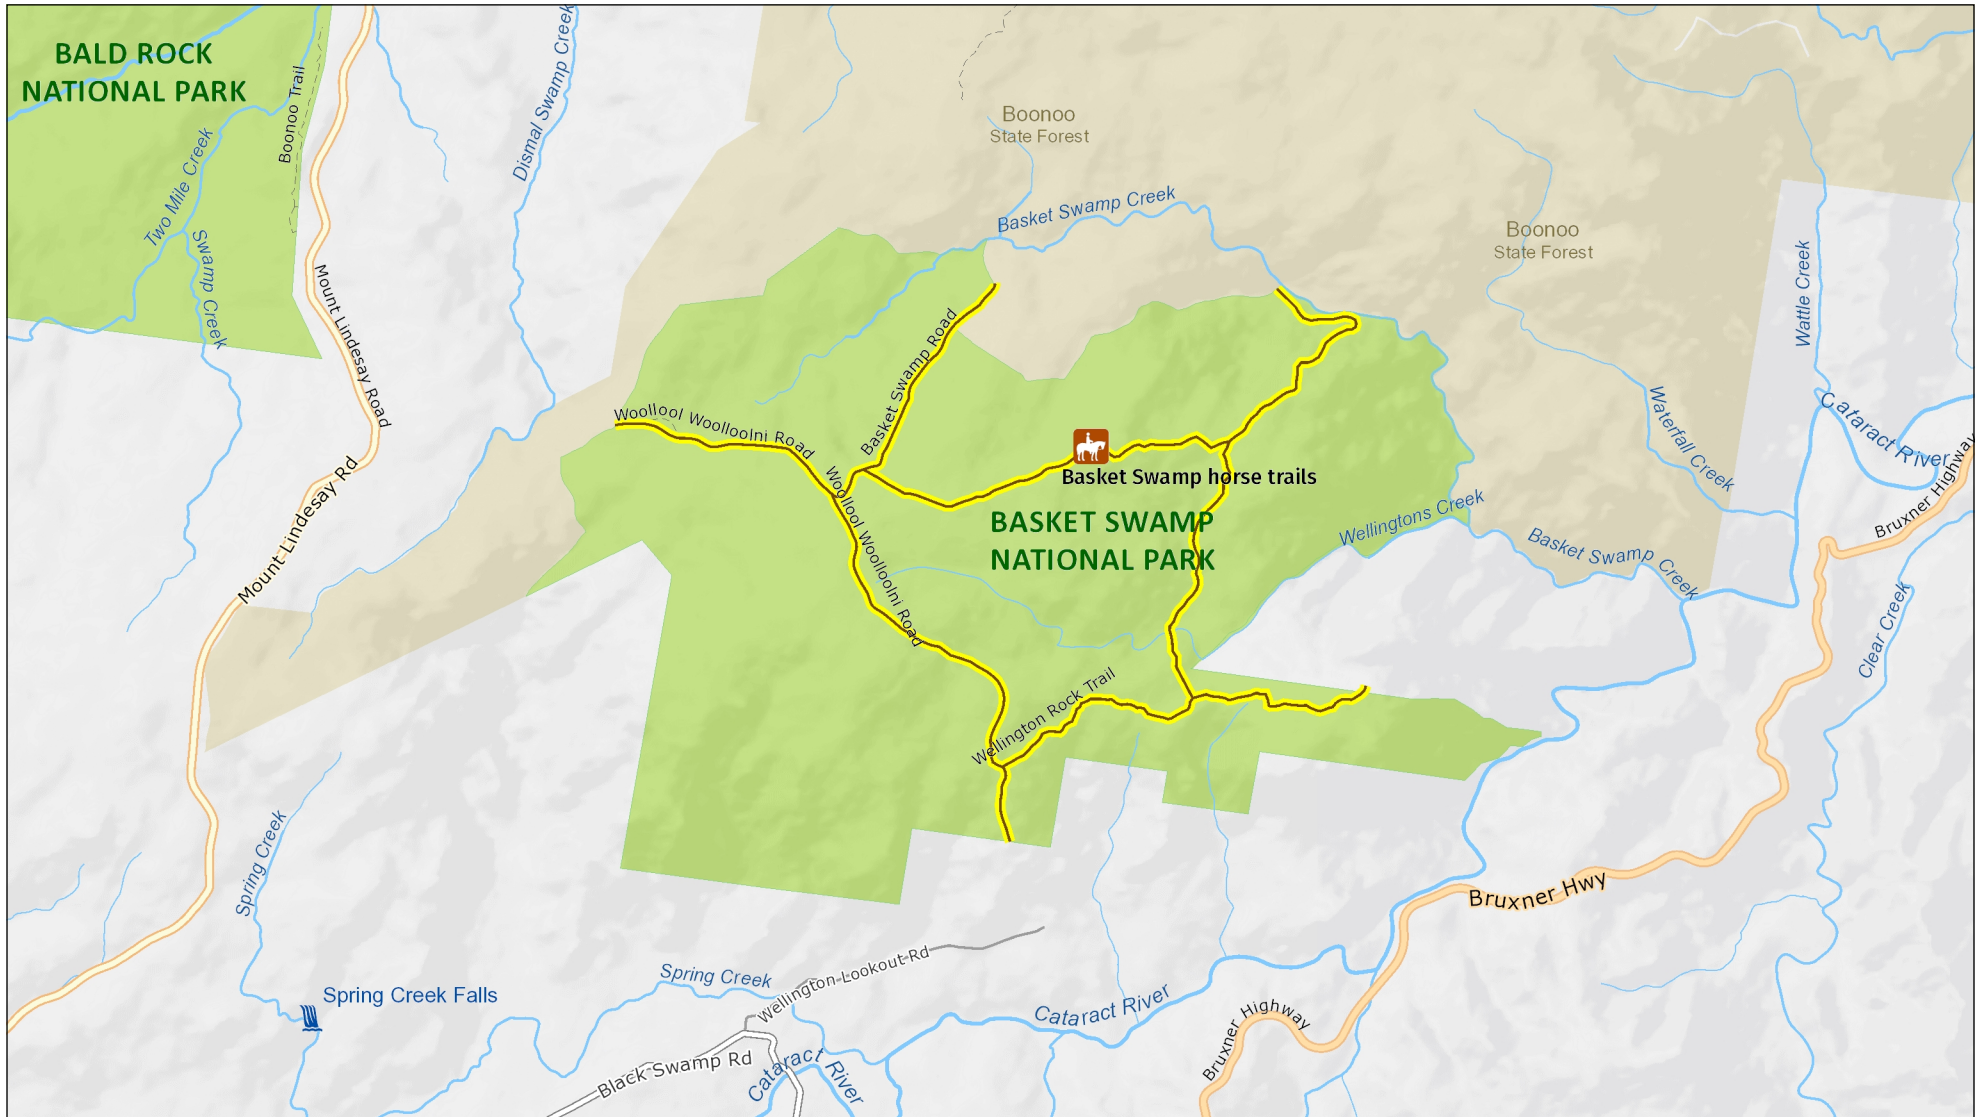 BALD ROCK
NATIONAL PARK
Boonoo Trail
Two Mile Creek
Swamp Creek
Mount Lindesay Road
Mount Lindesay Rd
Dismal Swamp Creek
Boonoo
State Forest
Basket Swamp Creek
Boonoo
State Forest
Wattle Creek
Cataract River
Bruxner Highway
Waterfall Creek
Basket Swamp Road
Woollool Woolloolni Road
Woollool Woolloolni Road
Basket Swamp horse trails
BASKET SWAMP
NATIONAL PARK
Wellingtons Creek
Basket Swamp Creek
Clear Creek
Wellington Rock Trail
Spring Creek
Bruxner Hwy
Spring Creek Falls
Spring Creek
Wellington Lookout Rd
Cataract River
Bruxner Highway
Black Swamp Rd
Cataract River